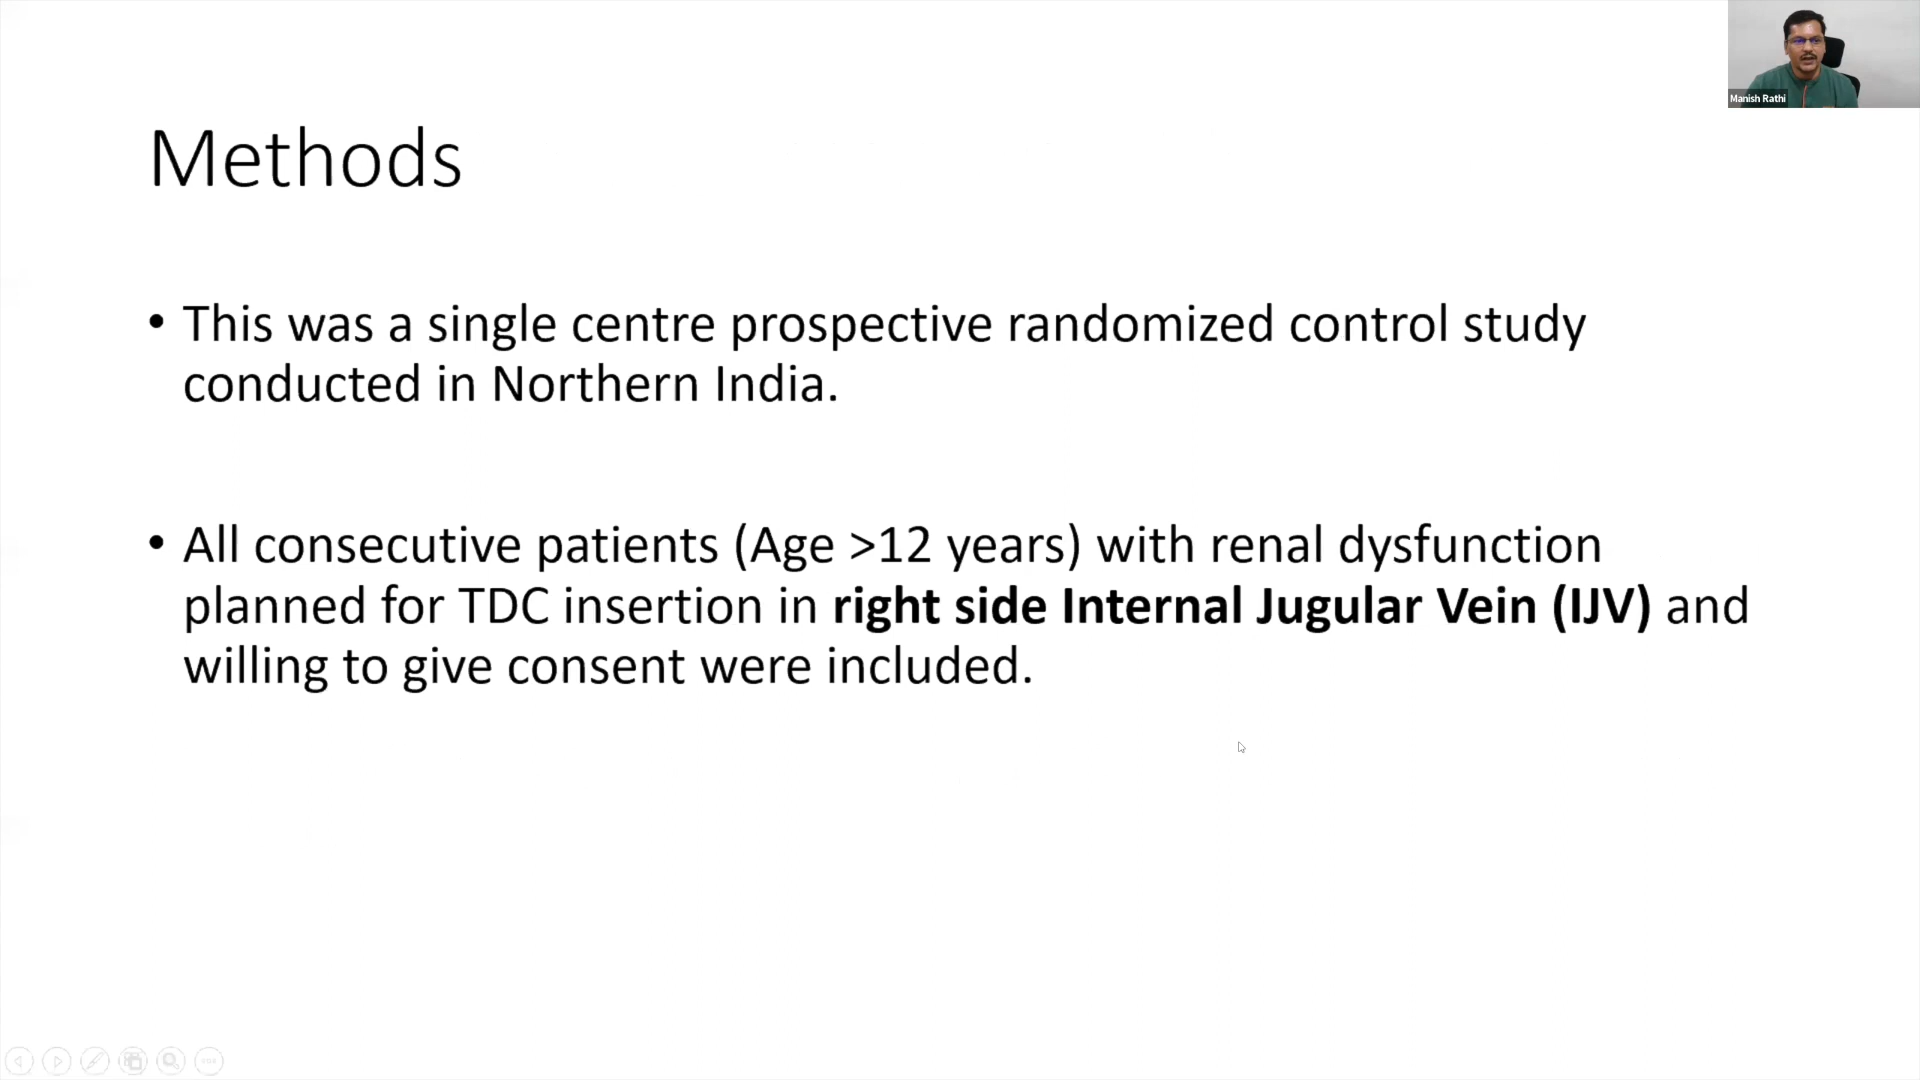 Manish Rathi
Methods
• This was a single centre prospective randomized control study
conducted in Northern India.
• All consecutive patients (Age >12 years) with renal dysfunction
planned for TDC insertion in right side Internal Jugular Vein (IJV) and
willing to give consent were included.